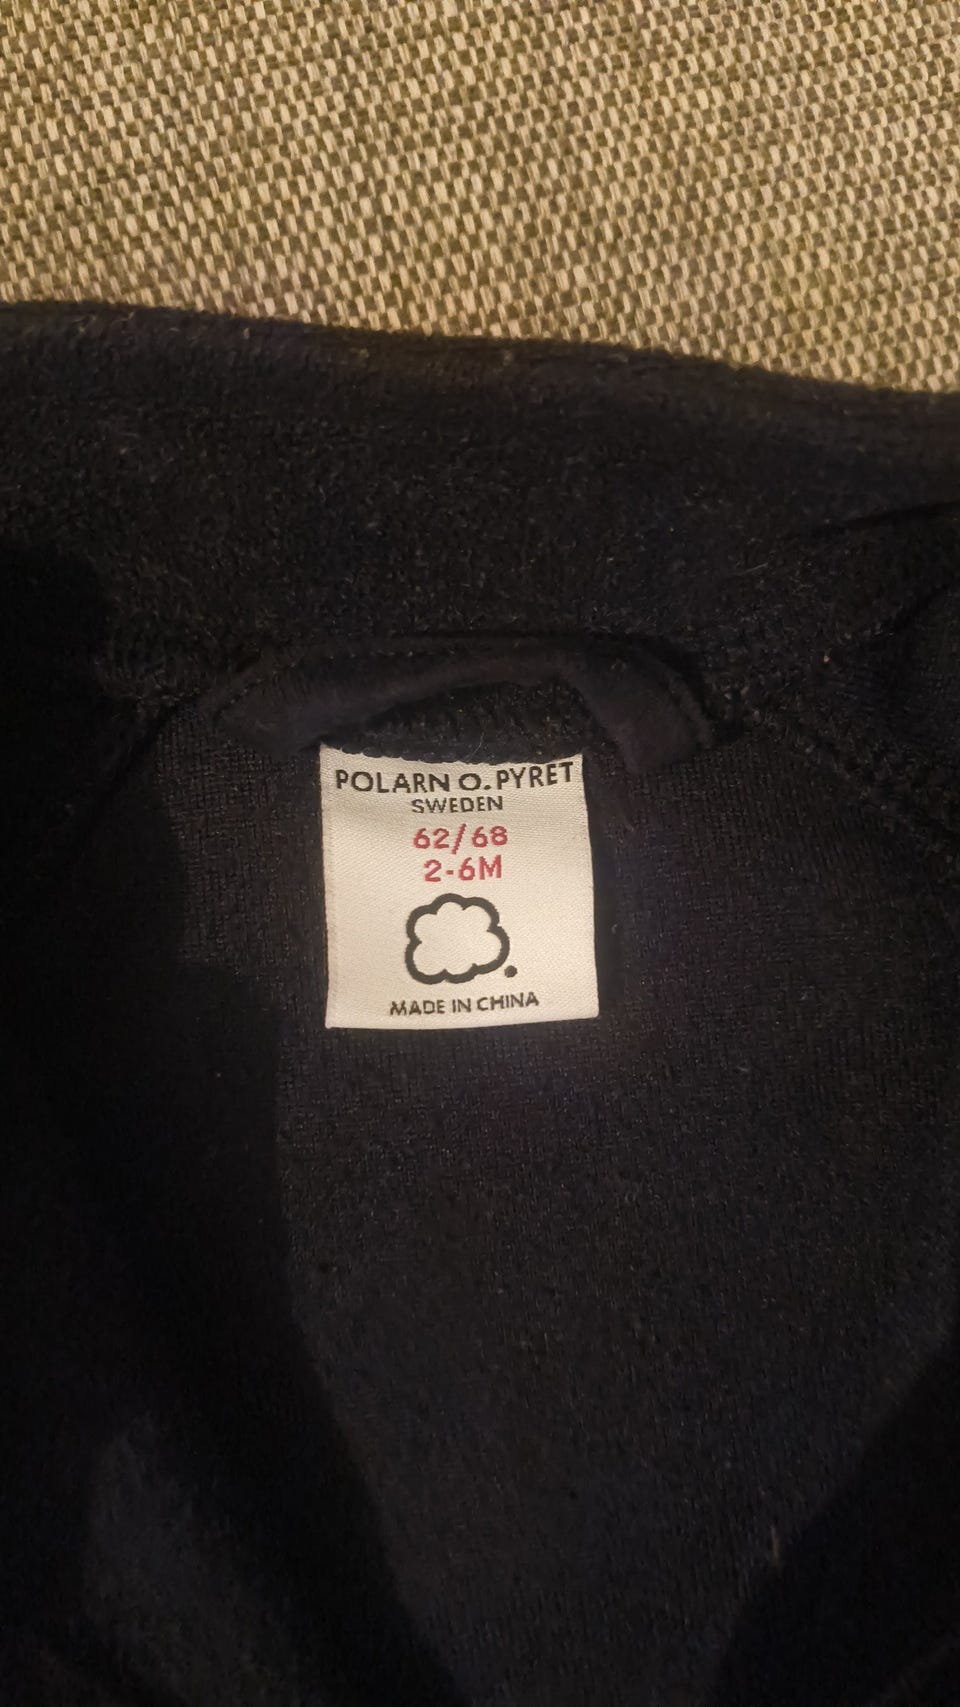 POLARN O. PYRET
SWEDEN
62/68
2-6M
MADE IN CHINA